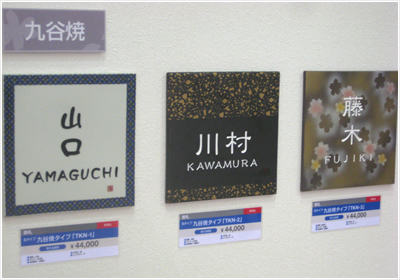 九谷焼
山口
YAMAGUCHI
九谷焼タイプ「TKN-1」
¥44,000
川村
KAWAMURA
九谷焼タイプ「TKN-2」
¥44,000
藤木
FUJIKI
九谷焼タイプ「TKN-3」
¥44,000